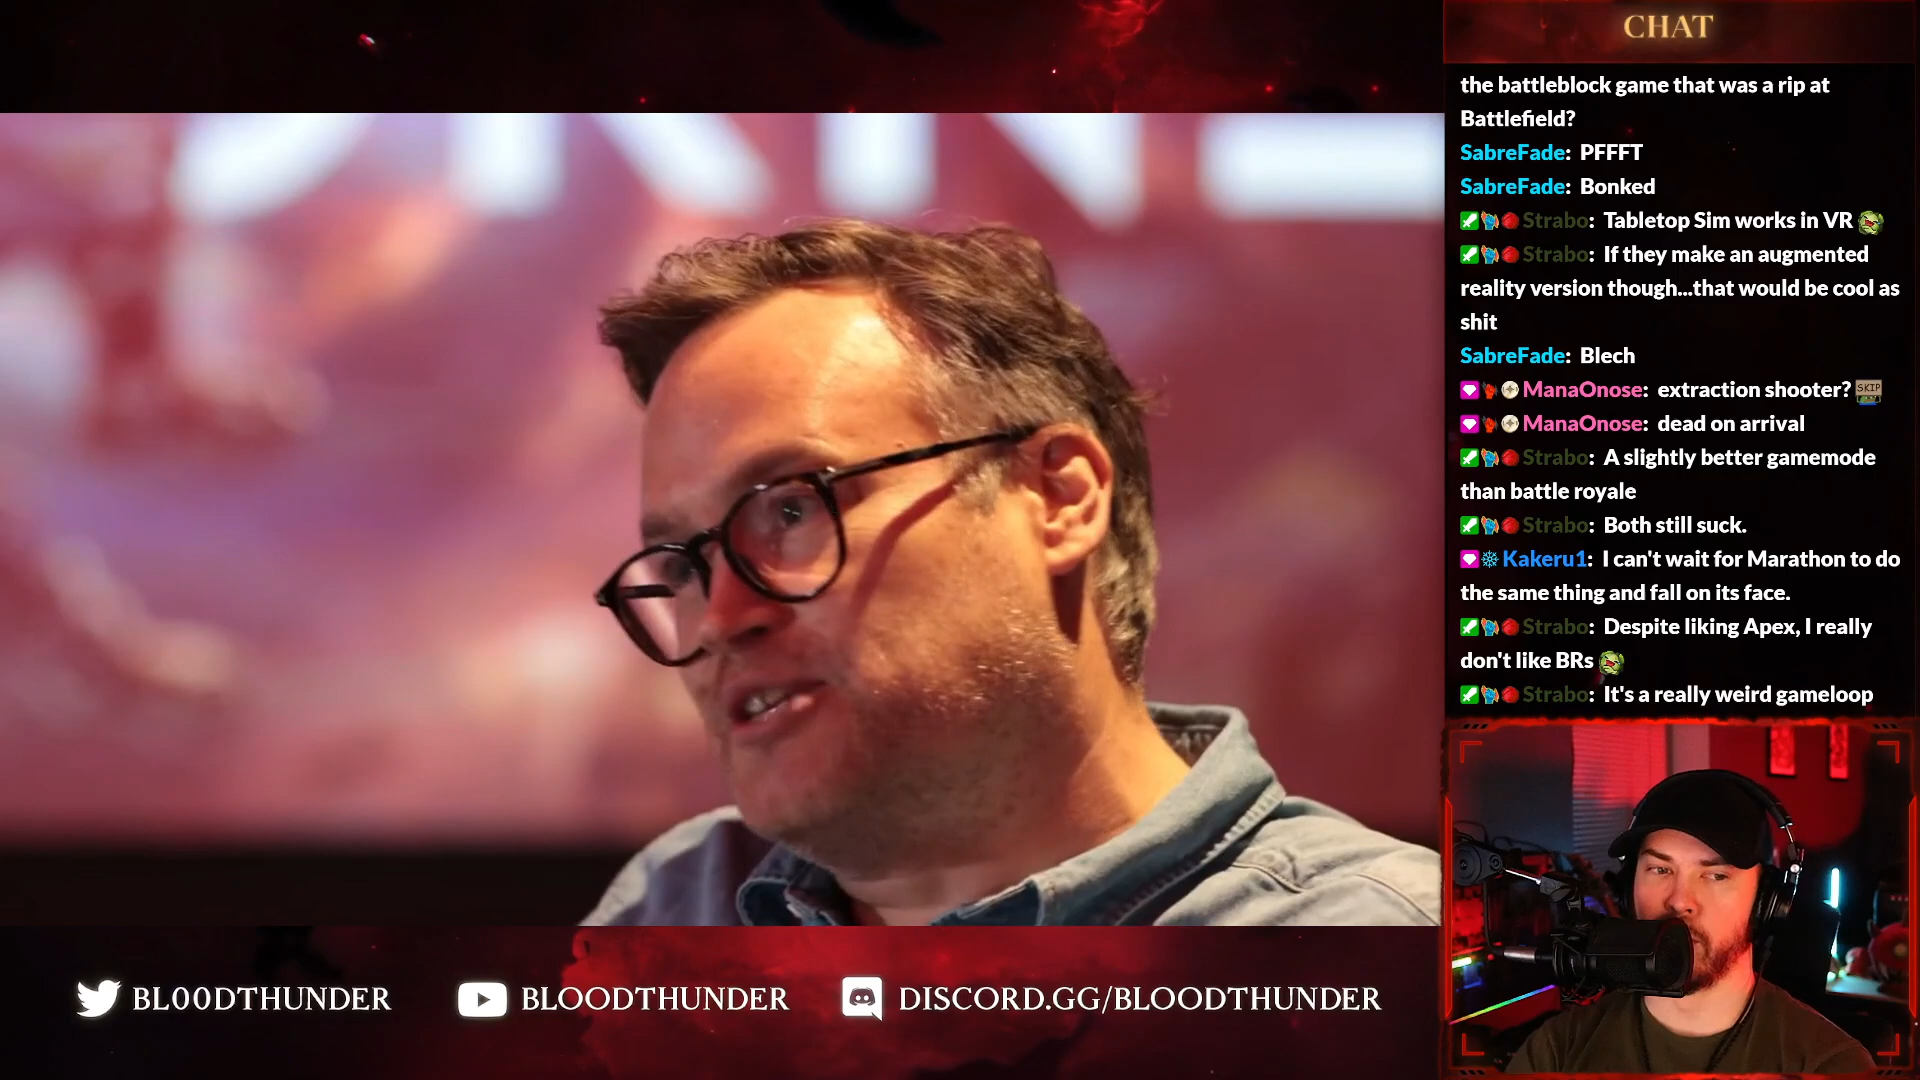 CHAT
the battleblock game that was a rip at
Battlefield?
SabreFade: PFFFT
SabreFade: Bonked
Strabo: Tabletop Sim works in VR
Strabo: If they make an augmented
reality version though...that would be cool as
shit
SabreFade: Blech
ManaOnose: extraction shooter? SKIP
ManaOnose: dead on arrival
Strabo: A slightly better gamemode
than battle royale
Strabo: Both still suck.
Kakeru1: I can't wait for Marathon to do
the same thing and fall on its face.
Strabo: Despite liking Apex, I really
don't like BRs
Strabo: It's a really weird gameloop
BL00DTHUNDER
BLOODTHUNDER
DISCORD.GG/BLOODTHUNDER